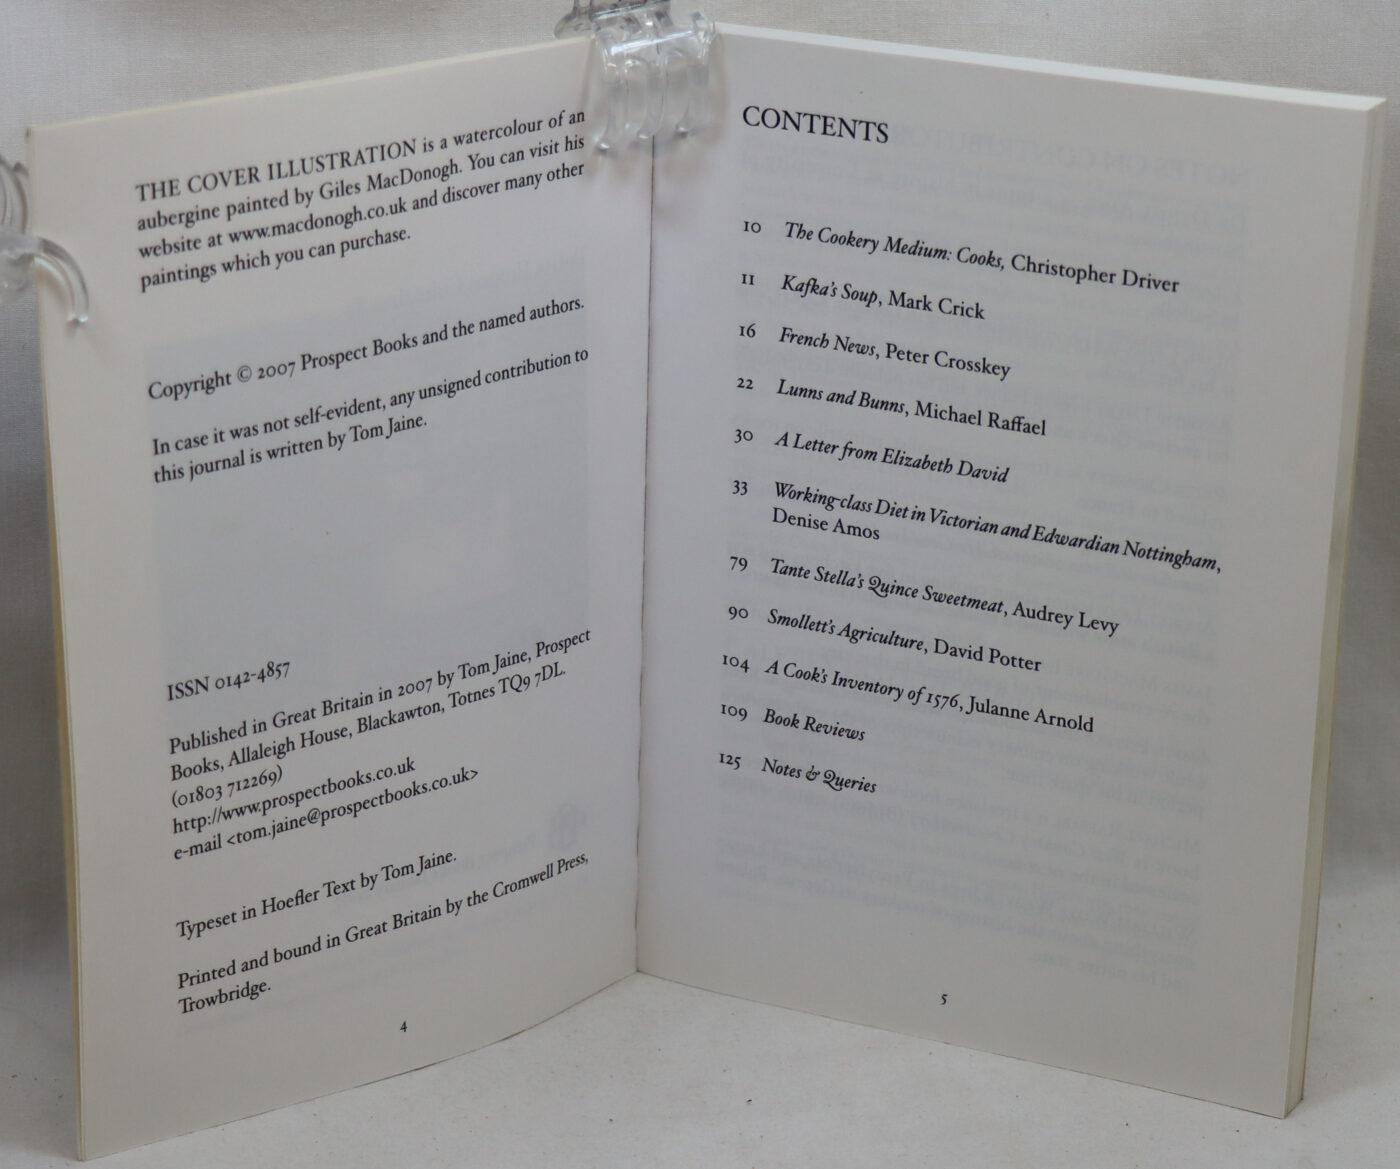 THE COVER ILLUSTRATION is a watercolour of an
aubergine painted by Giles MacDonogh. You can visit his
website at www.macdonogh.co.uk and discover many other
paintings which you can purchase.
Copyright © 2007 Prospect Books and the named authors.
In case it was not self-evident, any unsigned contribution to
this journal is written by Tom Jaine.
ISSN 0142-4857
Published in Great Britain in 2007 by Tom Jaine, Prospect
Books, Allaleigh House, Blackawton, Totnes TQ9 7DL.
(01803 712269)
http://www.prospectbooks.co.uk
e-mail <tom.jaine@prospectbooks.co.uk>
Typeset in Hoefler Text by Tom Jaine.
Printed and bound in Great Britain by the Cromwell Press,
Trowbridge.
4
CONTENTS
10 The Cookery Medium: Cooks, Christopher Driver
11 Kafka's Soup, Mark Crick
16 French News, Peter Crosskey
22 Lunns and Bunns, Michael Raffael
30 A Letter from Elizabeth David
33 Working-class Diet in Victorian and Edwardian Nottingham,
Denise Amos
79 Tante Stella's Quince Sweetmeat, Audrey Levy
90 Smollett's Agriculture, David Potter
104 A Cook's Inventory of 1576, Julanne Arnold
109 Book Reviews
125 Notes & Queries
5